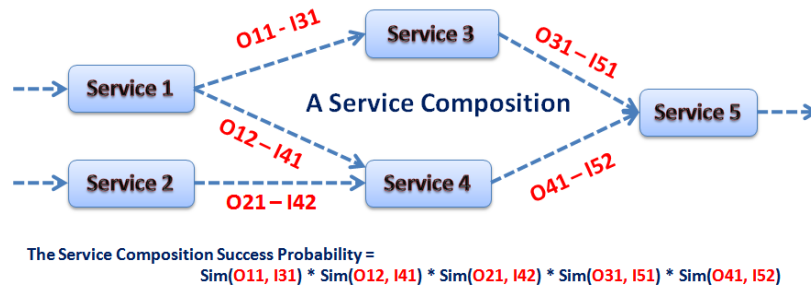 O11 - I31
Service 3
O31 – I51
Service 1
A Service Composition
Service 5
O12 – I41
Service 2
O21 – I42
Service 4
O41 – I52
The Service Composition Success Probability =
Sim(O11, I31) * Sim(O12, I41) * Sim(O21, I42) * Sim(O31, I51) * Sim(O41, I52)